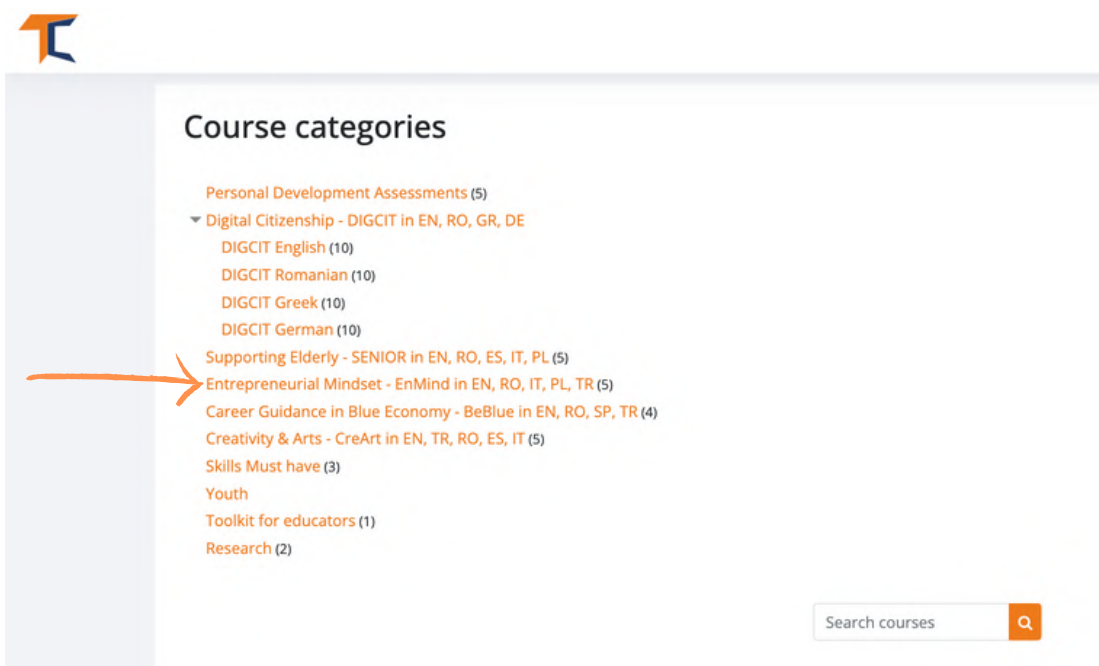 TC
Course categories
Personal Development Assessments (5)
Digital Citizenship - DIGCIT in EN, RO, GR, DE
DIGCIT English (10)
DIGCIT Romanian (10)
DIGCIT Greek (10)
DIGCIT German (10)
Supporting Elderly - SENIOR in EN, RO, ES, IT, PL (5)
Entrepreneurial Mindset - EnMind in EN, RO, IT, PL, TR (5)
Career Guidance in Blue Economy - BeBlue in EN, RO, SP, TR (4)
Creativity & Arts - CreArt in EN, TR, RO, ES, IT (5)
Skills Must have (3)
Youth
Toolkit for educators (1)
Research (2)
Search courses